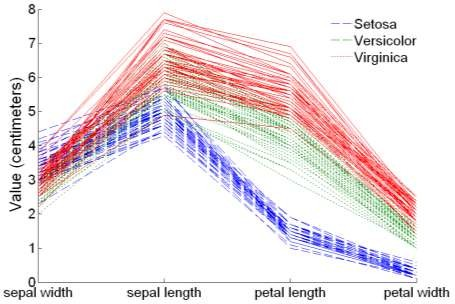 8
7
6
5
4
3
2
1
0
Value (centimeters)
Setosa
Versicolor
Virginica
sepal width sepal length petal length petal width